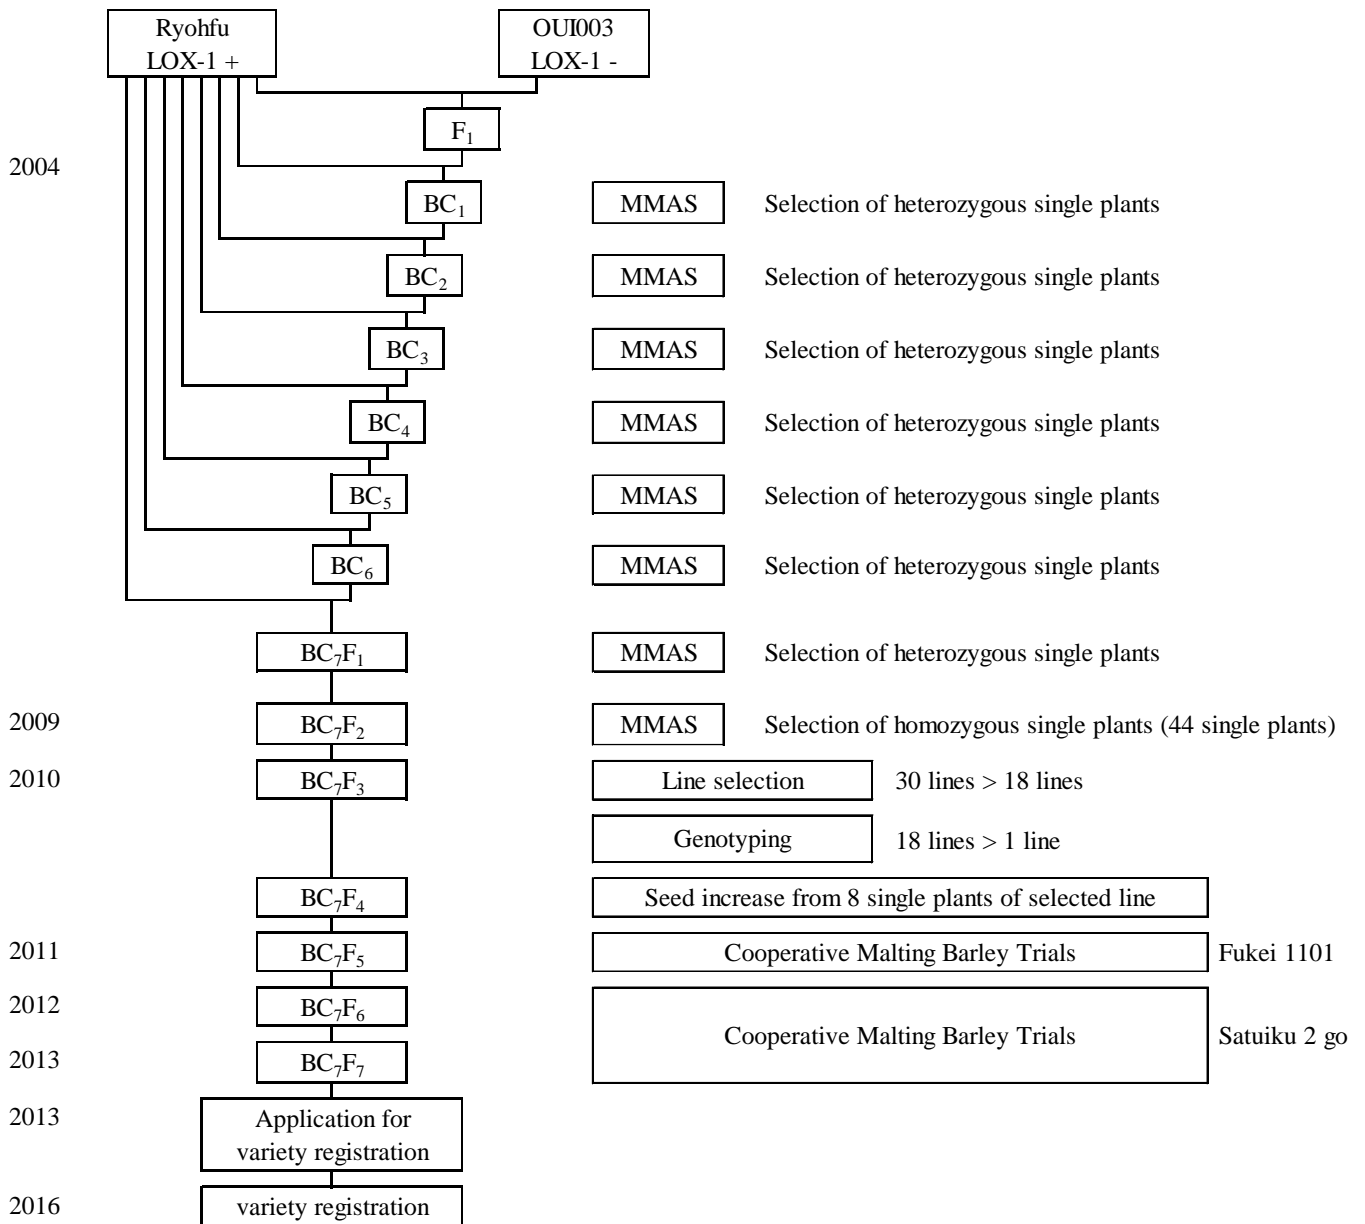 Ryohfu
LOX-1 +
OUI003
LOX-1 -
F₁
2004
BC₁ MMAS Selection of heterozygous single plants
BC₂ MMAS Selection of heterozygous single plants
BC₃ MMAS Selection of heterozygous single plants
BC₄ MMAS Selection of heterozygous single plants
BC₅ MMAS Selection of heterozygous single plants
BC₆ MMAS Selection of heterozygous single plants
BC₇F₁ MMAS Selection of heterozygous single plants
2009 BC₇F₂ MMAS Selection of homozygous single plants (44 single plants)
2010 BC₇F₃ Line selection 30 lines > 18 lines
Genotyping 18 lines > 1 line
BC₇F₄ Seed increase from 8 single plants of selected line
2011 BC₇F₅ Cooperative Malting Barley Trials Fukei 1101
2012 BC₇F₆
Cooperative Malting Barley Trials Satuiku 2 go
2013 BC₇F₇
2013 Application for
variety registration
2016 variety registration